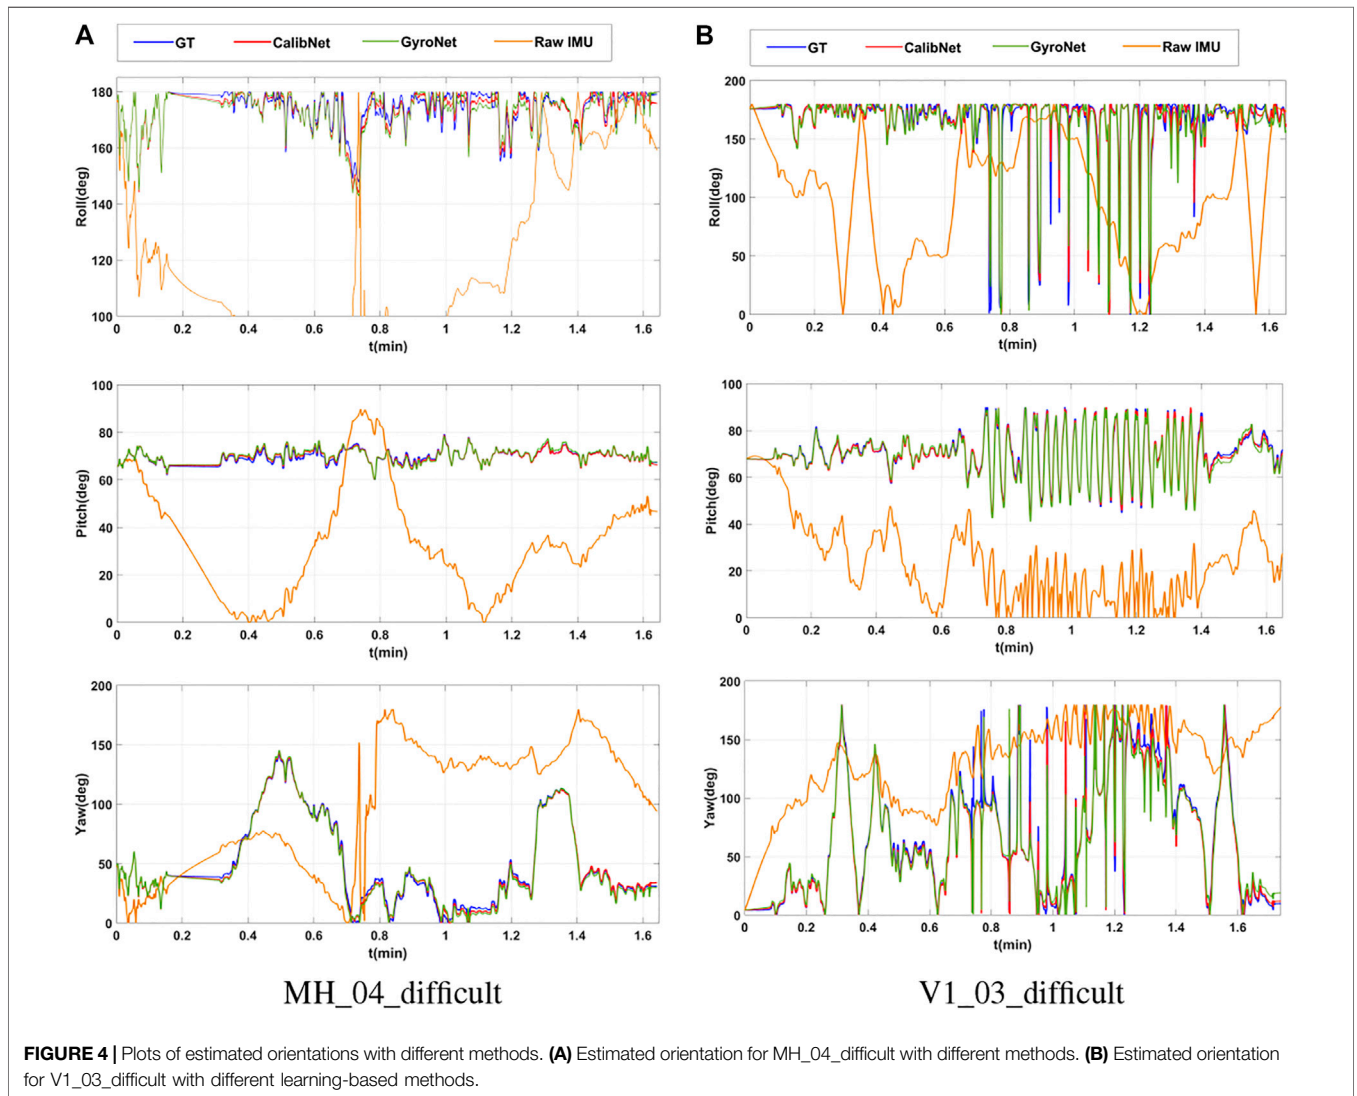 A
GT CalibNet GyroNet Raw IMU
180
160
140
120
100
Roll(deg)
0 0.2 0.4 0.6 0.8 1 1.2 1.4 1.6
t(min)
100
80
60
40
20
0
Pitch(deg)
0 0.2 0.4 0.6 0.8 1 1.2 1.4 1.6
t(min)
200
150
100
50
0
Yaw(deg)
0 0.2 0.4 0.6 0.8 1 1.2 1.4 1.6
t(min)
MH_04_difficult
B
GT CalibNet GyroNet Raw IMU
200
150
100
50
0
Roll(deg)
0 0.2 0.4 0.6 0.8 1 1.2 1.4 1.6
t(min)
100
80
60
40
20
0
Pitch(deg)
0 0.2 0.4 0.6 0.8 1 1.2 1.4 1.6
t(min)
200
150
100
50
0
Yaw(deg)
0 0.2 0.4 0.6 0.8 1 1.2 1.4 1.6
t(min)
V1_03_difficult
FIGURE 4 | Plots of estimated orientations with different methods. (A) Estimated orientation for MH_04_difficult with different methods. (B) Estimated orientation
for V1_03_difficult with different learning-based methods.